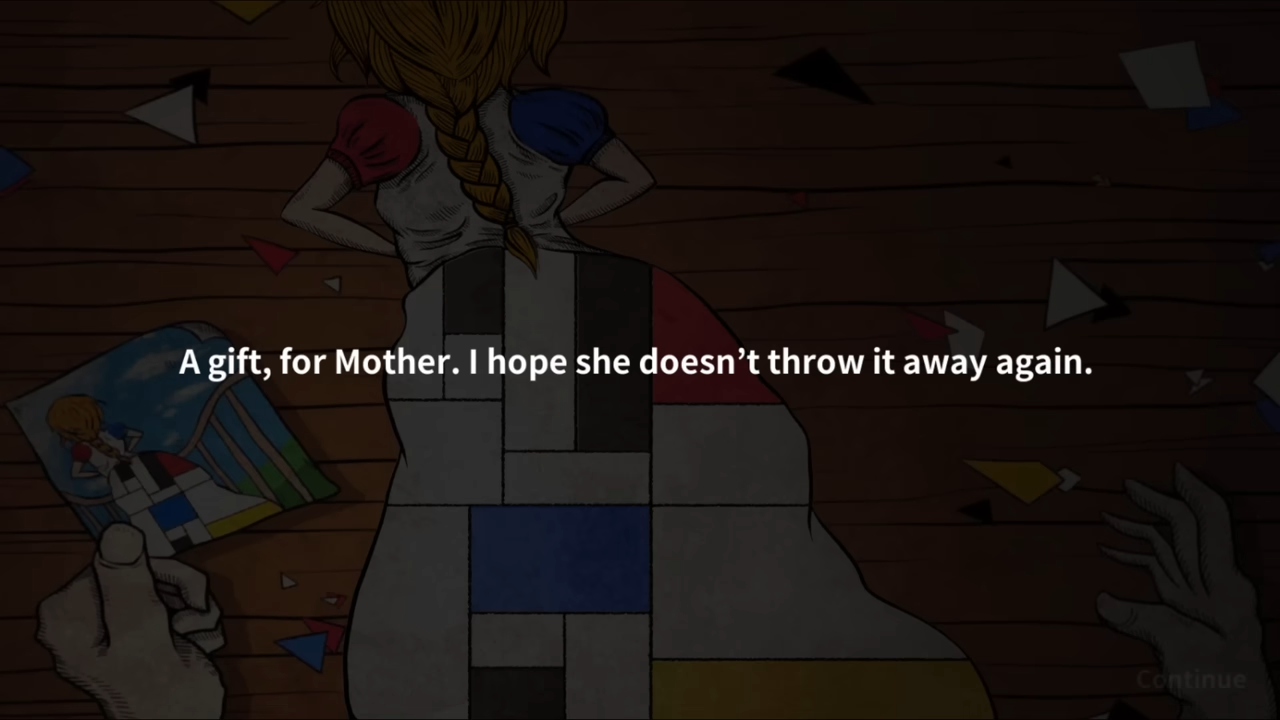 A gift, for Mother. I hope she doesn’t throw it away again.
Continue